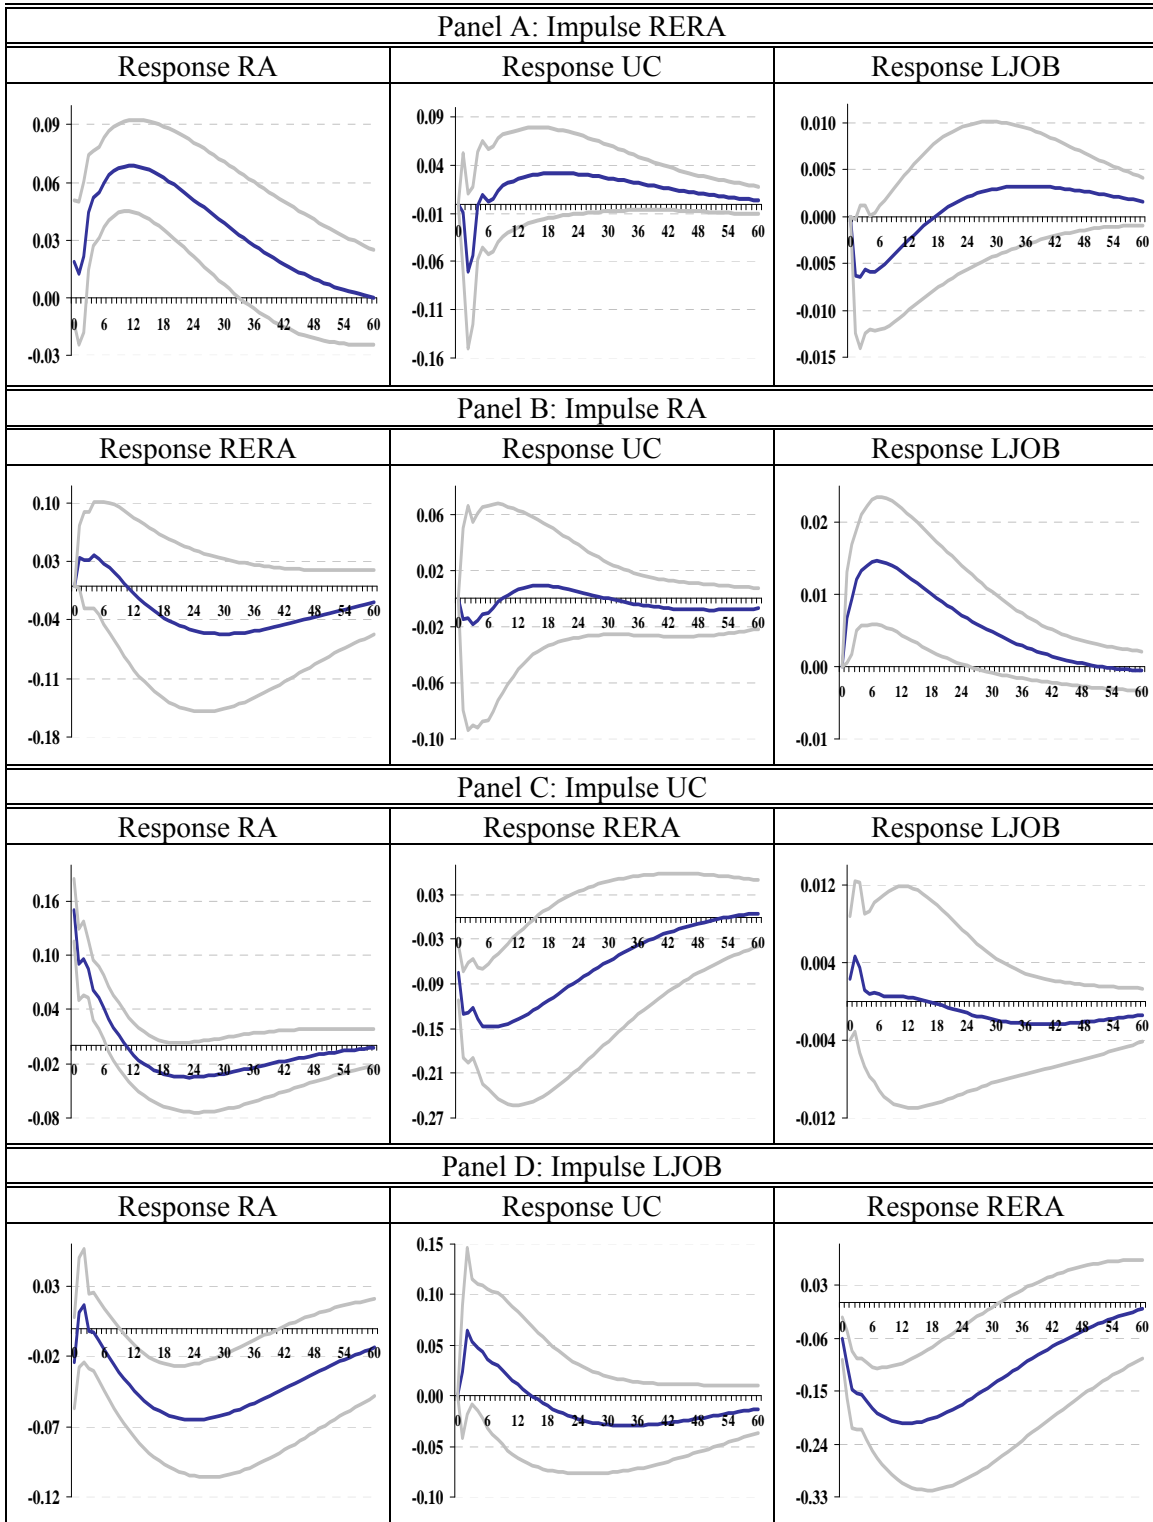 Panel A: Impulse RERA
Response RA
Response UC
Response LJOB
0.09
0.06
0.03
0.00
-0.03
0 6 12 18 24 30 36 42 48 54 60
0.09
0.04
-0.01
-0.06
-0.11
-0.16
0 6 12 18 24 30 36 42 48 54 60
0.010
0.005
0.000
-0.005
-0.010
-0.015
0 6 12 18 24 30 36 42 48 54 60
Panel B: Impulse RA
Response RERA
Response UC
Response LJOB
0.10
0.03
-0.04
-0.11
-0.18
0 6 12 18 24 30 36 42 48 54 60
0.06
0.02
-0.02
-0.06
-0.10
0 6 12 18 24 30 36 42 48 54 60
0.02
0.01
0.00
-0.01
0 6 12 18 24 30 36 42 48 54 60
Panel C: Impulse UC
Response RA
Response RERA
Response LJOB
0.16
0.10
0.04
-0.02
-0.08
0 6 12 18 24 30 36 42 48 54 60
0.03
-0.03
-0.09
-0.15
-0.21
-0.27
0 6 12 18 24 30 36 42 48 54 60
0.012
0.004
-0.004
-0.012
0 6 12 18 24 30 36 42 48 54 60
Panel D: Impulse LJOB
Response RA
Response UC
Response RERA
0.03
-0.02
-0.07
-0.12
0 6 12 18 24 30 36 42 48 54 60
0.15
0.10
0.05
0.00
-0.05
-0.10
0 6 12 18 24 30 36 42 48 54 60
0.03
-0.06
-0.15
-0.24
-0.33
0 6 12 18 24 30 36 42 48 54 60